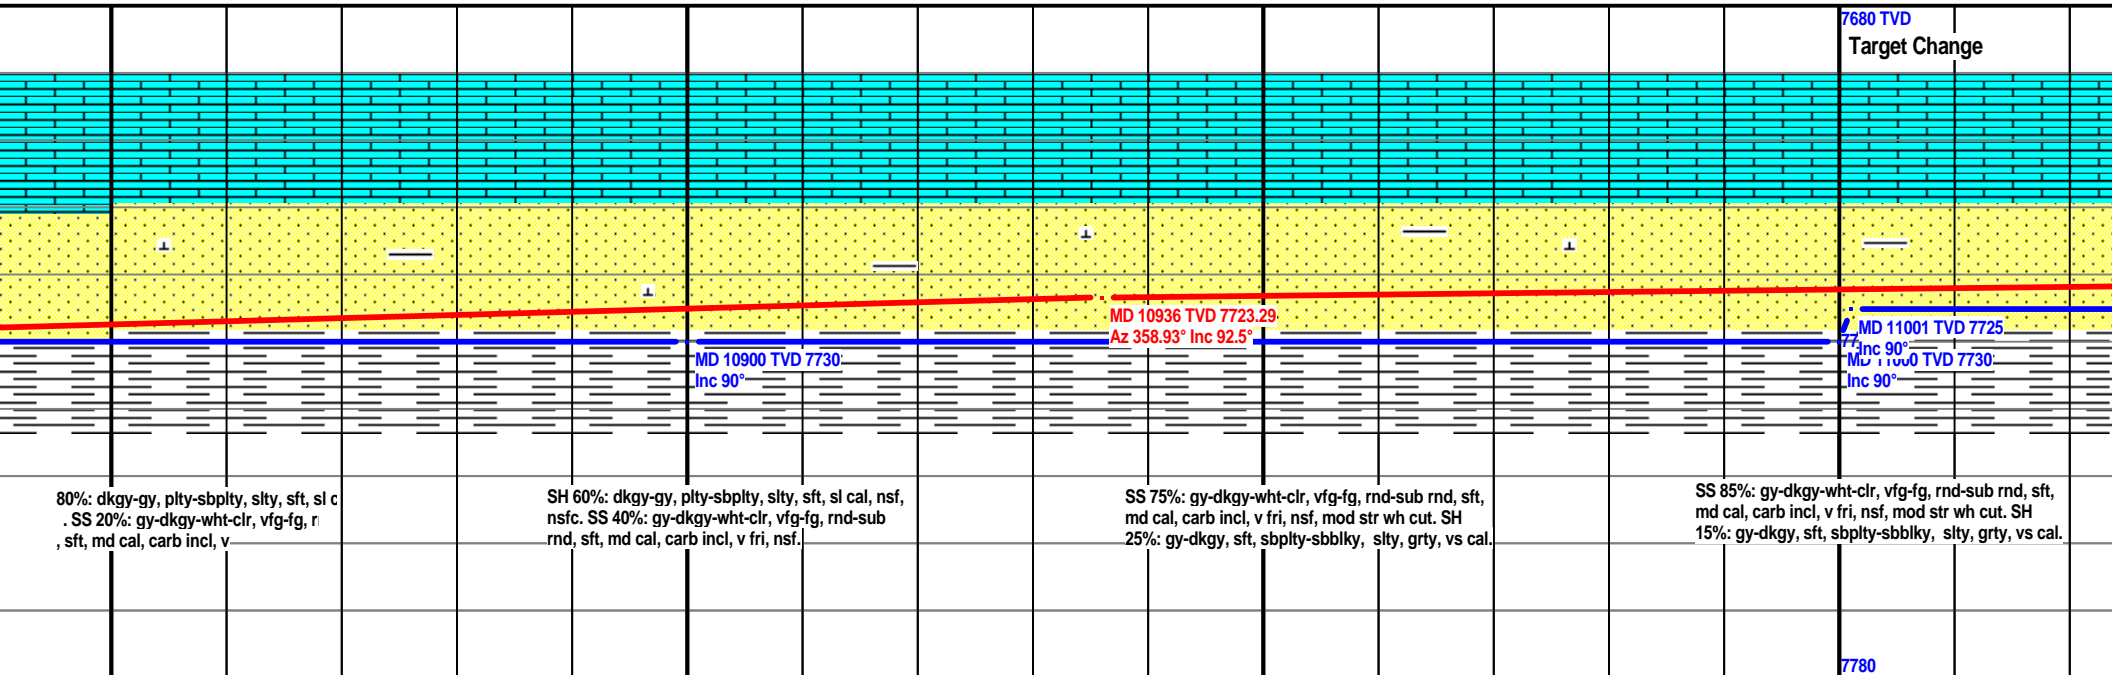 7680 TVD
Target Change
MD 10936 TVD 7723.29
Az 358.93° Inc 92.5°
MD 10900 TVD 7730
Inc 90°
MD 11001 TVD 7725
Inc 90°
MD 11000 TVD 7730
Inc 90°
80%: dkgy-gy, plty-sbplty, slty, sft, sl
. SS 20%: gy-dkgy-wht-clr, vfg-fg,
, sft, md cal, carb incl, v
SH 60%: dkgy-gy, plty-sbplty, slty, sft, sl cal, nsf,
nsfc. SS 40%: gy-dkgy-wht-clr, vfg-fg, rnd-sub
rnd, sft, md cal, carb incl, v fri, nsf.
SS 75%: gy-dkgy-wht-clr, vfg-fg, rnd-sub rnd, sft,
md cal, carb incl, v fri, nsf, mod str wh cut. SH
25%: gy-dkgy, sft, sbplty-sbblky, slty, grty, vs cal.
SS 85%: gy-dkgy-wht-clr, vfg-fg, rnd-sub rnd, sft,
md cal, carb incl, v fri, nsf, mod str wh cut. SH
15%: gy-dkgy, sft, sbplty-sbblky, slty, grty, vs cal.
7780